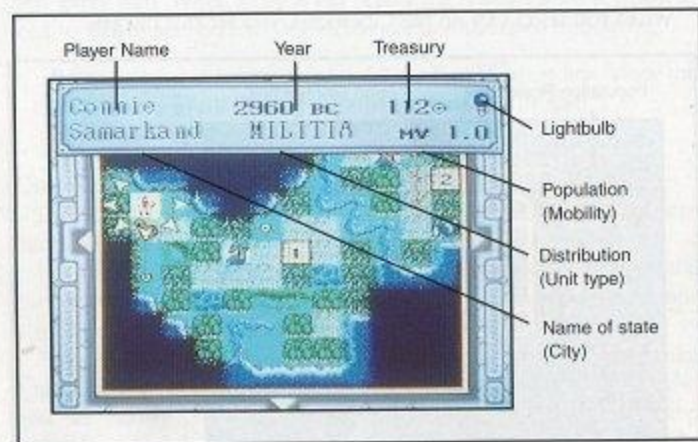 Player Name Year Treasury
Connie 2960 BC 112
Samarkand MILITIA MV 1.0
Lightbulb
2
Population
(Mobility)
1
Distribution
(Unit type)
Name of state
(City)